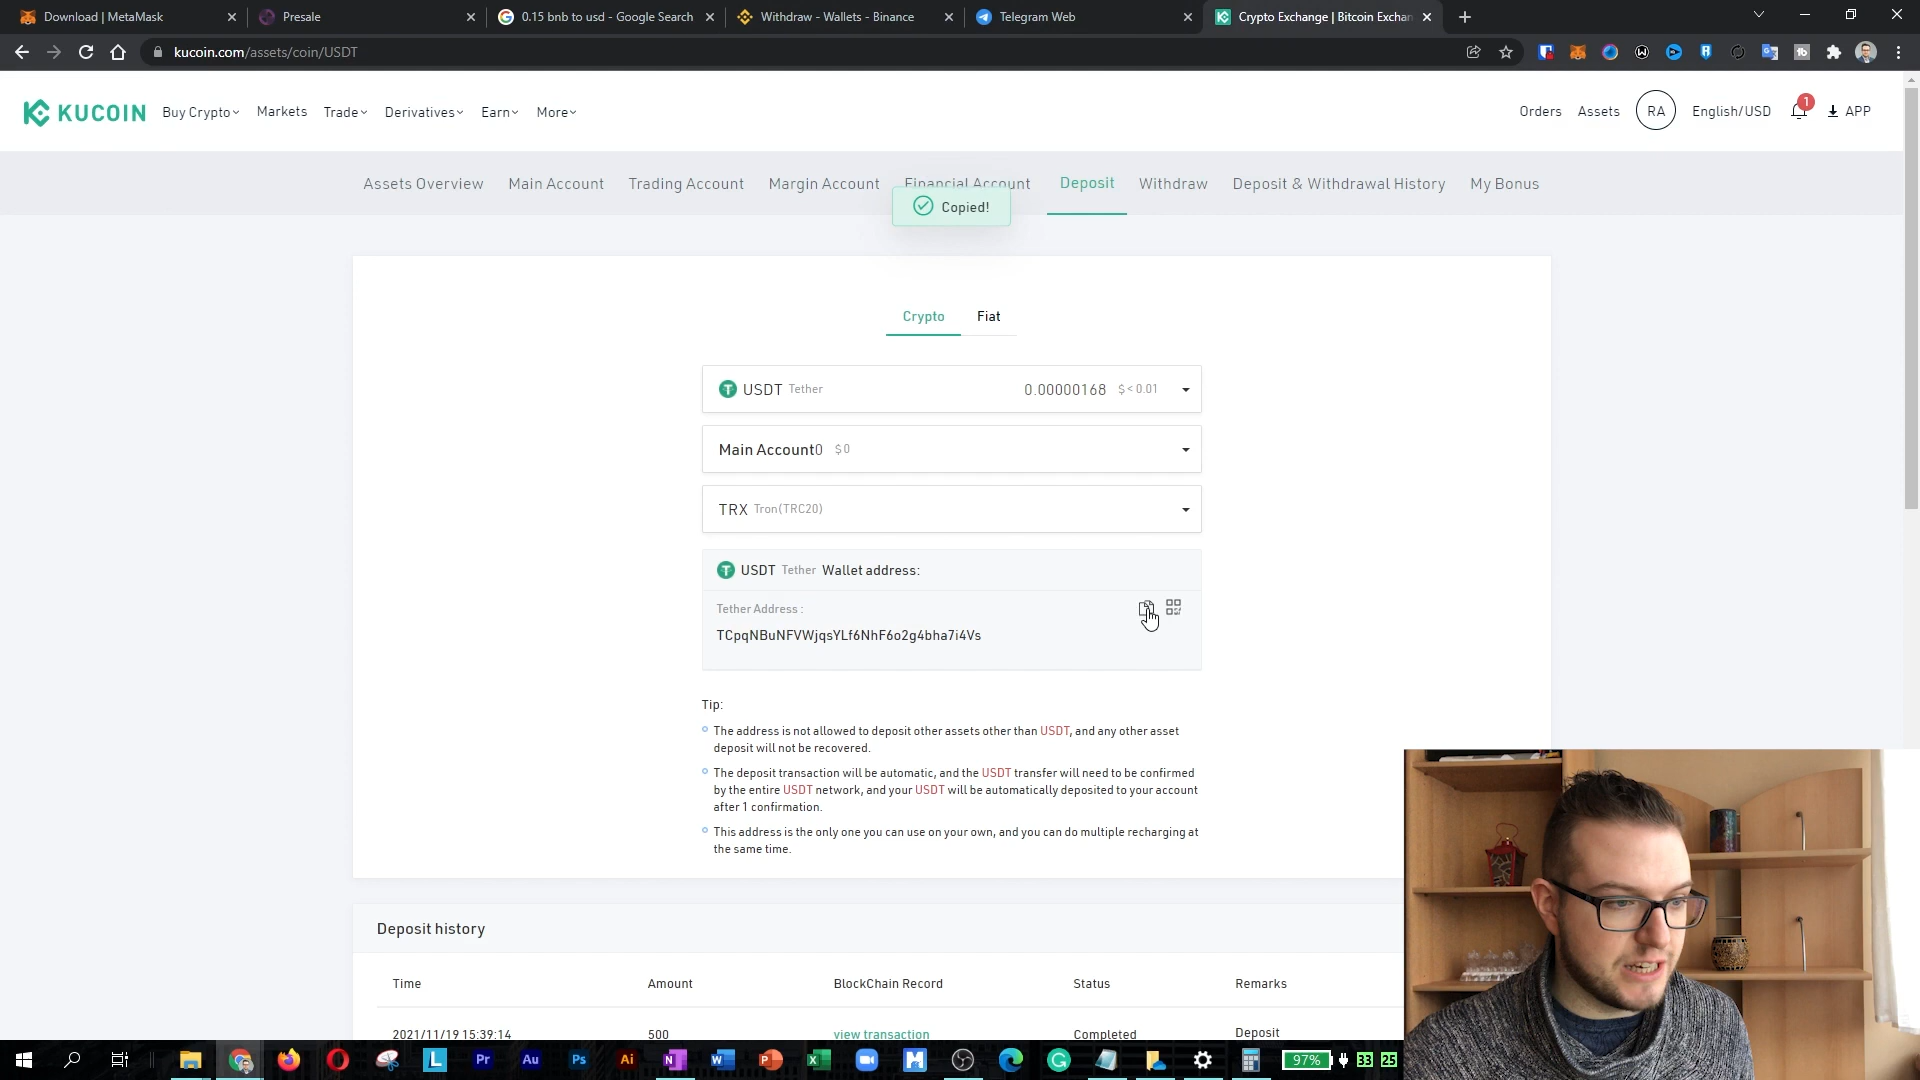 Download | MetaMask
Presale
0.15 bnb to usd - Google Search
Withdraw - Wallets - Binance
Telegram Web
Crypto Exchange | Bitcoin Exchan
kucoin.com/assets/coin/USDT
KUCOIN
Buy Crypto
Markets
Trade
Derivatives
Earn
More
Orders
Assets
RA
English/USD
1
APP
Assets Overview
Main Account
Trading Account
Margin Account
Financial Account
Deposit
Withdraw
Deposit & Withdrawal History
My Bonus
Copied!
Crypto
Fiat
USDT Tether 0.00000168 $ < 0.01
Main Account0 $ 0
TRX Tron(TRC20)
USDT Tether Wallet address:
Tether Address :
TCpqNBuNFVWjqsYLf6NhF6o2g4bha7i4Vs
Tip:
The address is not allowed to deposit other assets other than USDT, and any other asset
deposit will not be recovered.
The deposit transaction will be automatic, and the USDT transfer will need to be confirmed
by the entire USDT network, and your USDT will be automatically deposited to your account
after 1 confirmation.
This address is the only one you can use on your own, and you can do multiple recharging at
the same time.
Deposit history
Time Amount BlockChain Record Status Remarks
2021/11/19 15:39:14 500 view transaction Completed Deposit
L
Pr
Au
Ps
Ai
N
W
P
X
M
G
97%
33
25